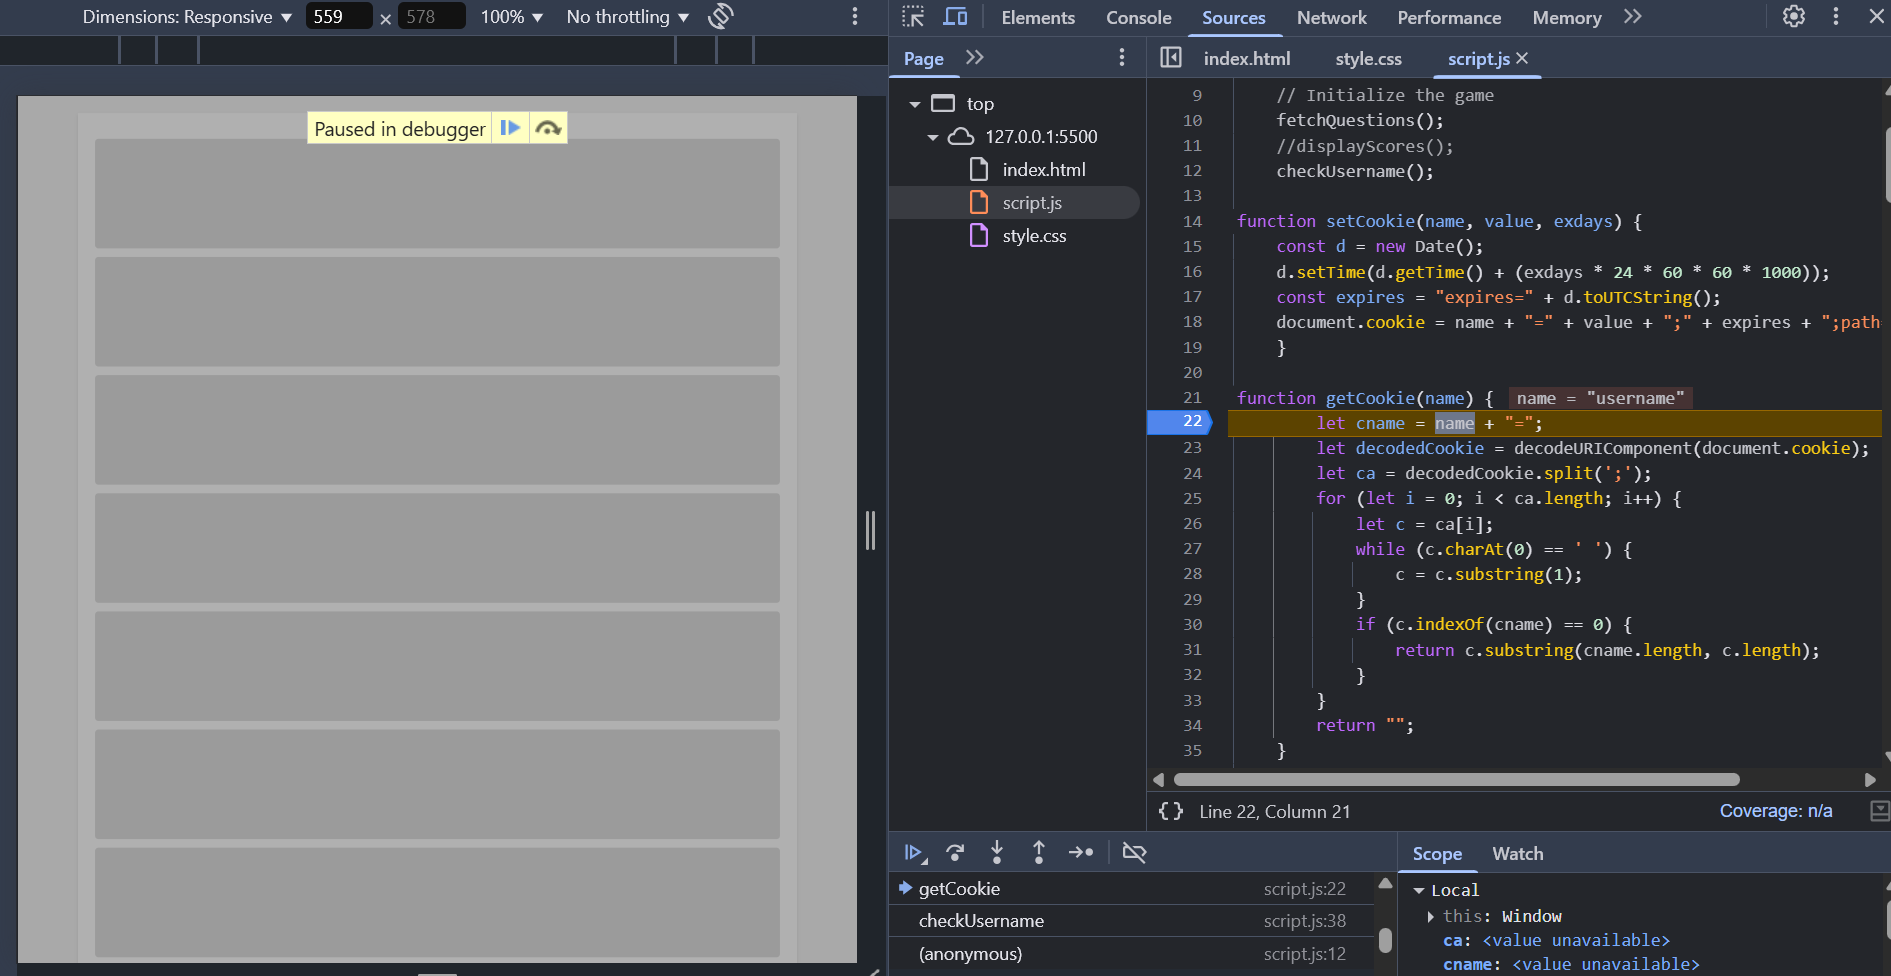 Dimensions: Responsive 559 × 578 100% No throttling
Elements Console Sources Network Performance Memory
Page
index.html style.css script.js
Paused in debugger
top
127.0.0.1:5500
index.html
script.js
style.css
9 // Initialize the game
10 fetchQuestions();
11 //displayScores();
12 checkUsername();
13
14 function setCookie(name, value, exdays) {
15 const d = new Date();
16 d.setTime(d.getTime() + (exdays * 24 * 60 * 60 * 1000));
17 const expires = "expires=" + d.toUTCString();
18 document.cookie = name + "=" + value + ";" + expires + ";path
19 }
20
21 function getCookie(name) { name = "username"
22 let cname = name + "=";
23 let decodedCookie = decodeURIComponent(document.cookie);
24 let ca = decodedCookie.split(';');
25 for (let i = 0; i < ca.length; i++) {
26 let c = ca[i];
27 while (c.charAt(0) == ' ') {
28 c = c.substring(1);
29 }
30 if (c.indexOf(cname) == 0) {
31 return c.substring(cname.length, c.length);
32 }
33 }
34 return "";
35 }
{} Line 22, Column 21 Coverage: n/a
Scope Watch
getCookie script.js:22
checkUsername script.js:38
(anonymous) script.js:12
Local
this: Window
ca: <value unavailable>
cname: <value unavailable>